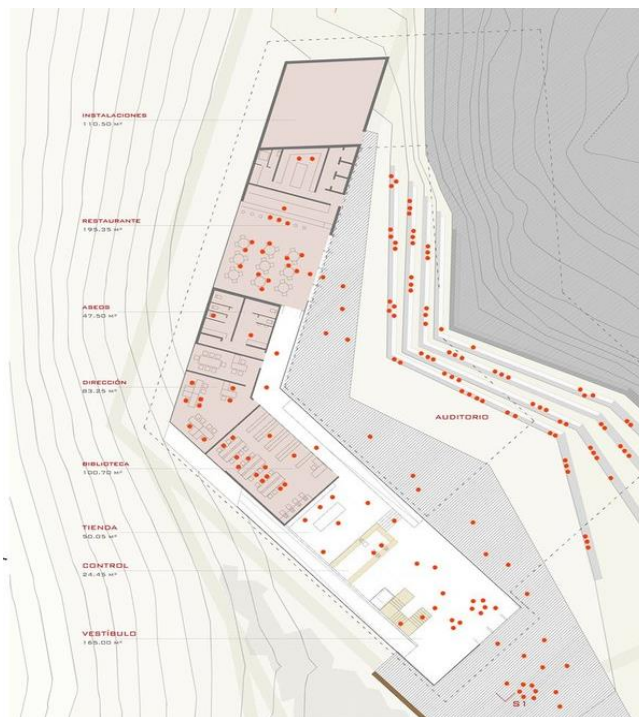 INSTALACIONES
110.50 M²
RESTAURANTE
195.35 M²
ASEOS
47.50 M²
DIRECCIÓN
83.25 M²
AUDITORIO
BIBLIOTECA
100.70 M²
TIENDA
50.05 M²
CONTROL
24.45 M²
VESTÍBULO
165.00 M²
S1